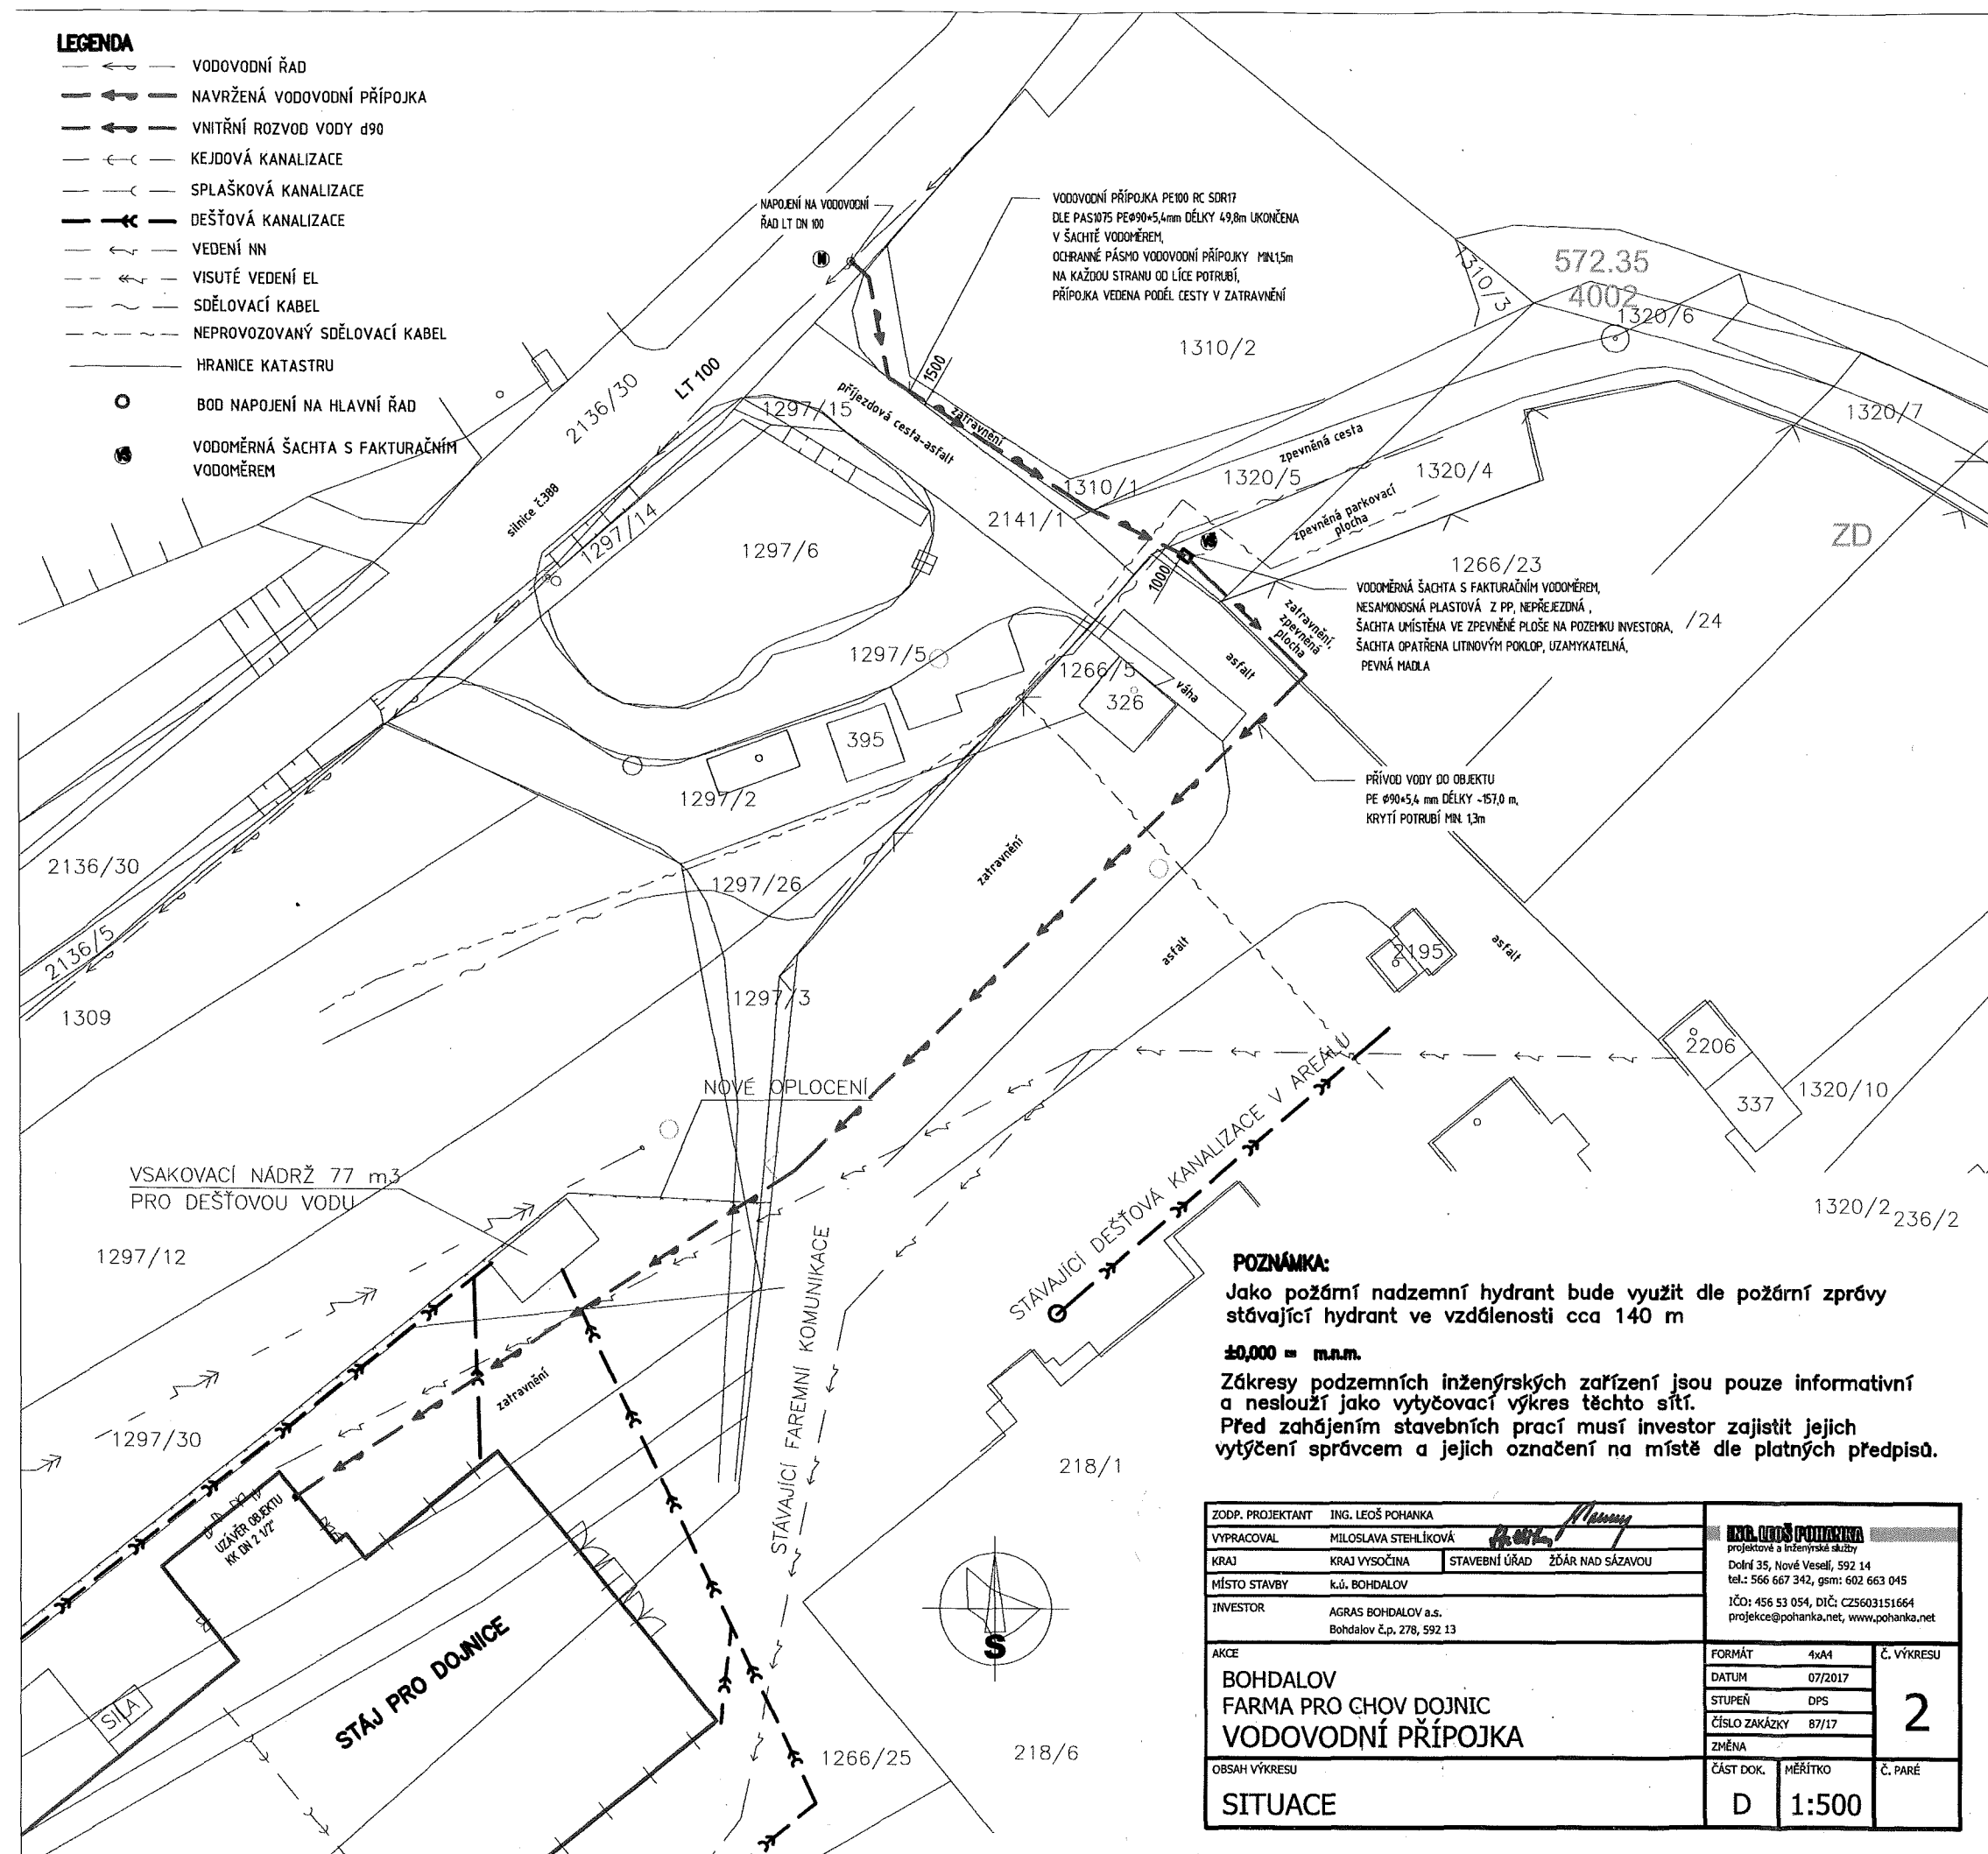 LEGENDA
VODOVODNÍ ŘAD
NAVRŽENÁ VODOVODNÍ PŘÍPOJKA
VNITŘNÍ ROZVOD VODY d90
KEJDOVÁ KANALIZACE
SPLAŠKOVÁ KANALIZACE
DEŠŤOVÁ KANALIZACE
VEDENÍ NN
VISUTÉ VEDENÍ EL
SDĚLOVACÍ KABEL
NEPROVOZOVANÝ SDĚLOVACÍ KABEL
HRANICE KATASTRU
BOD NAPOJENÍ NA HLAVNÍ ŘAD
VODOMĚRNÁ ŠACHTA S FAKTURAČNÍM
VODOMĚREM
NAPOJENÍ NA VODOVODNÍ
ŘAD LT DN 100
VODOVODNÍ PŘÍPOJKA PE100 RC SDR17
DLE PAS1075 PEø90*5,4mm DÉLKY 49,8m UKONČENA
V ŠACHTĚ VODOMĚREM,
OCHRANNÉ PÁSMO VODOVODNÍ PŘÍPOJKY MIN.1,5m
NA KAŽDOU STRANU OD LÍCE POTRUBÍ,
PŘÍPOJKA VEDENA PODÉL CESTY V ZATRAVNĚNÍ
572.35
4002
1310/3
1320/6
1310/2
1320/7
2136/30
LT 100
1297/15
příjezdová cesta-asfalt
1500
zatravnění
zpevněná cesta
1310/1
1320/5
1320/4
2141/1
zpevněná parkovací
plocha
ZD
silnice č.388
1297/14
1297/6
1000
1266/23
VODOMĚRNÁ ŠACHTA S FAKTURAČNÍM VODOMĚREM,
NESAMONOSNÁ PLASTOVÁ Z PP, NEPŘEJEZDNÁ ,
ŠACHTA UMÍSTĚNA VE ZPEVNĚNÉ PLOŠE NA POZEMKU INVESTORA,
ŠACHTA OPATŘENA LITINOVÝM POKLOP, UZAMYKATELNÁ,
PEVNÁ MADLA
/24
zatravnění,
zpevněná
plocha
asfalt
1297/5
1266/5
326
váha
395
1297/2
PŘÍVOD VODY DO OBJEKTU
PE ø90*5,4 mm DÉLKY ~157,0 m,
KRYTÍ POTRUBÍ MIN. 1,3m
2136/30
1297/26
zatravnění
2136/5
asfalt
2195
asfalt
1309
1297/3
2206
337
1320/10
NOVÉ OPLOCENÍ
VSAKOVACÍ NÁDRŽ 77 m3
PRO DEŠŤOVOU VODU
STÁVAJÍCÍ DEŠŤOVÁ KANALIZACE V AREÁLU
1320/2
236/2
1297/12
STÁVAJÍCÍ FAREMNÍ KOMUNIKACE
POZNÁMKA:
Jako požární nadzemní hydrant bude využit dle požární zprávy
stávající hydrant ve vzdálenosti cca 140 m
±0,000 = m.n.m.
Zákresy podzemních inženýrských zařízení jsou pouze informativní
a neslouží jako vytyčovací výkres těchto sítí.
Před zahájením stavebních prací musí investor zajistit jejich
vytýčení správcem a jejich označení na místě dle platných předpisů.
zatravnění
1297/30
218/1
UZÁVĚR OBJEKTU
KK DN 2 1/2"
STÁJ PRO DOJNICE
SILA
S
1266/25
218/6
ZODP. PROJEKTANT ING. LEOŠ POHANKA
VYPRACOVAL MILOSLAVA STEHLÍKOVÁ
KRAJ KRAJ VYSOČINA STAVEBNÍ ÚŘAD ŽĎÁR NAD SÁZAVOU
MÍSTO STAVBY k.ú. BOHDALOV
INVESTOR AGRAS BOHDALOV a.s.
Bohdalov č.p. 278, 592 13
ING. LEOŠ POHANKA
projektové a inženýrské služby
Dolní 35, Nové Veselí, 592 14
tel.: 566 667 342, gsm: 602 663 045
IČO: 456 53 054, DIČ: CZ5603151664
projekce@pohanka.net, www.pohanka.net
AKCE
BOHDALOV
FARMA PRO CHOV DOJNIC
VODOVODNÍ PŘÍPOJKA
FORMÁT 4xA4
DATUM 07/2017
STUPEŇ DPS
ČÍSLO ZAKÁZKY 87/17
ZMĚNA
Č. VÝKRESU
2
OBSAH VÝKRESU
SITUACE
ČÁST DOK.
D
MĚŘÍTKO
1:500
Č. PARÉ